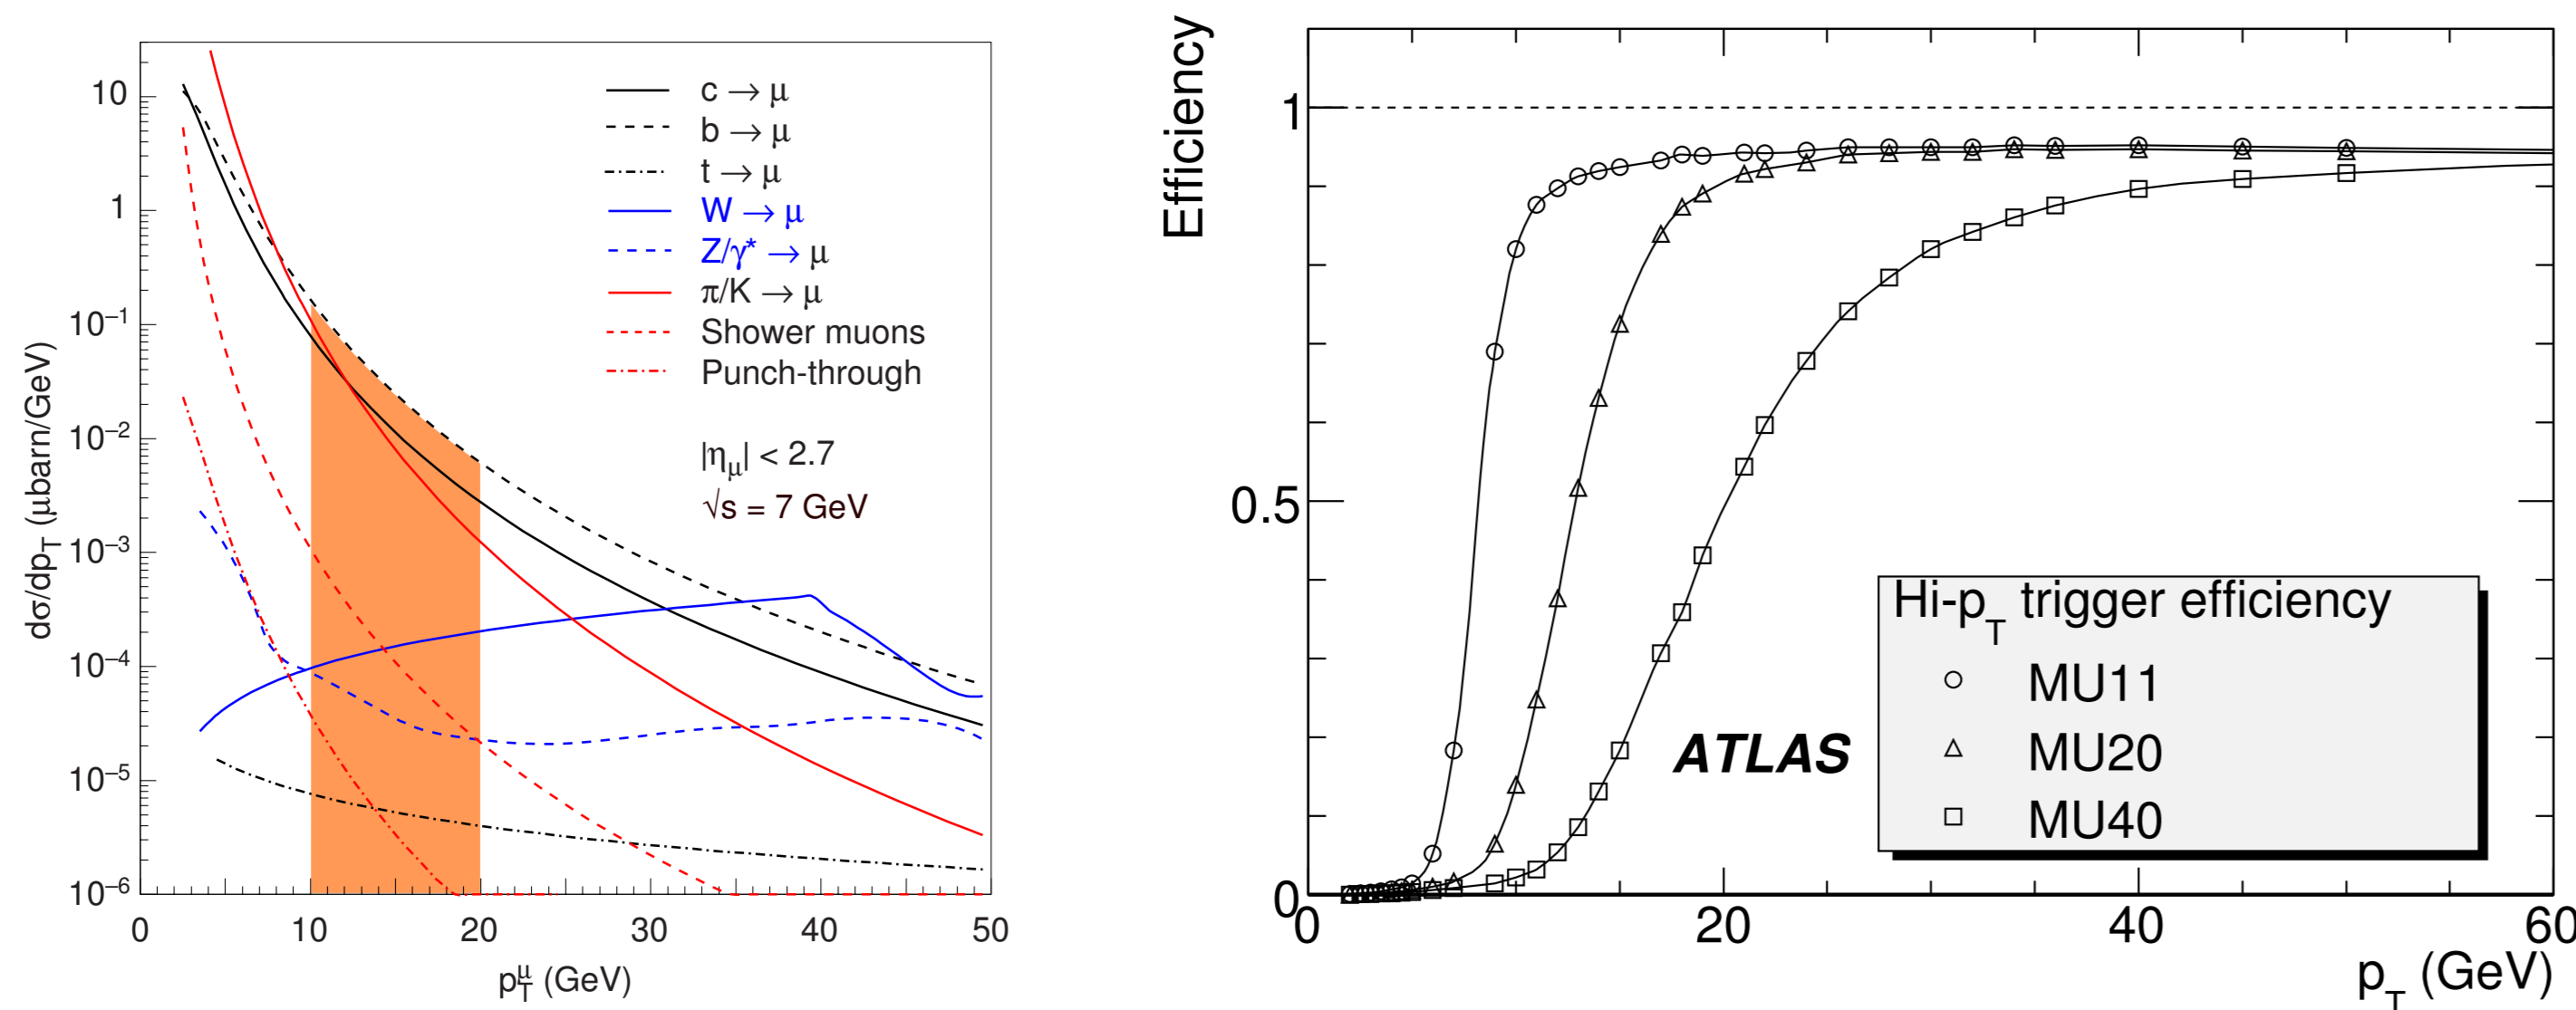 10
1
10⁻¹
10⁻²
10⁻³
10⁻⁴
10⁻⁵
10⁻⁶
dσ/dp_T (μbarn/GeV)
c → μ
b → μ
t → μ
W → μ
Z/γ* → μ
π/K → μ
Shower muons
Punch-through
|η_μ| < 2.7
√s = 7 GeV
0 10 20 30 40 50
p_T^μ (GeV)
Efficiency
1
0.5
0
Hi-p_T trigger efficiency
MU11
MU20
MU40
ATLAS
0 20 40 60
p_T (GeV)